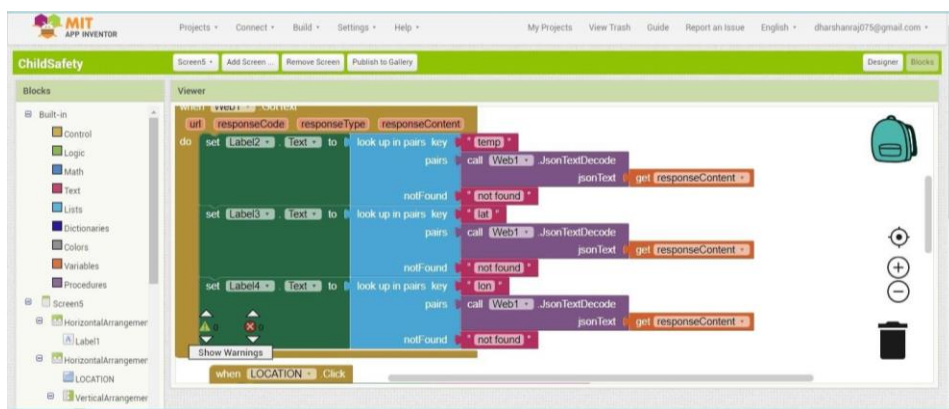 MIT
APP INVENTOR
Projects Connect Build Settings Help My Projects View Trash Guide Report an Issue English dharshanraj075@gmail.com
ChildSafety Screen5 Add Screen ... Remove Screen Publish to Gallery Designer Blocks
Blocks Viewer
Built-in
Control
Logic
Math
Text
Lists
Dictionaries
Colors
Variables
Procedures
Screen5
HorizontalArrangemer
Label1
HorizontalArrangemer
LOCATION
VerticalArrangemer
when Web1 .GotText
url responseCode responseType responseContent
do set Label2 . Text to look up in pairs key " temp "
pairs call Web1 .JsonTextDecode
jsonText get responseContent
notFound " not found "
set Label3 . Text to look up in pairs key " lat "
pairs call Web1 .JsonTextDecode
jsonText get responseContent
notFound " not found "
set Label4 . Text to look up in pairs key " lon "
pairs call Web1 .JsonTextDecode
jsonText get responseContent
notFound " not found "
0 0
Show Warnings
when LOCATION .Click